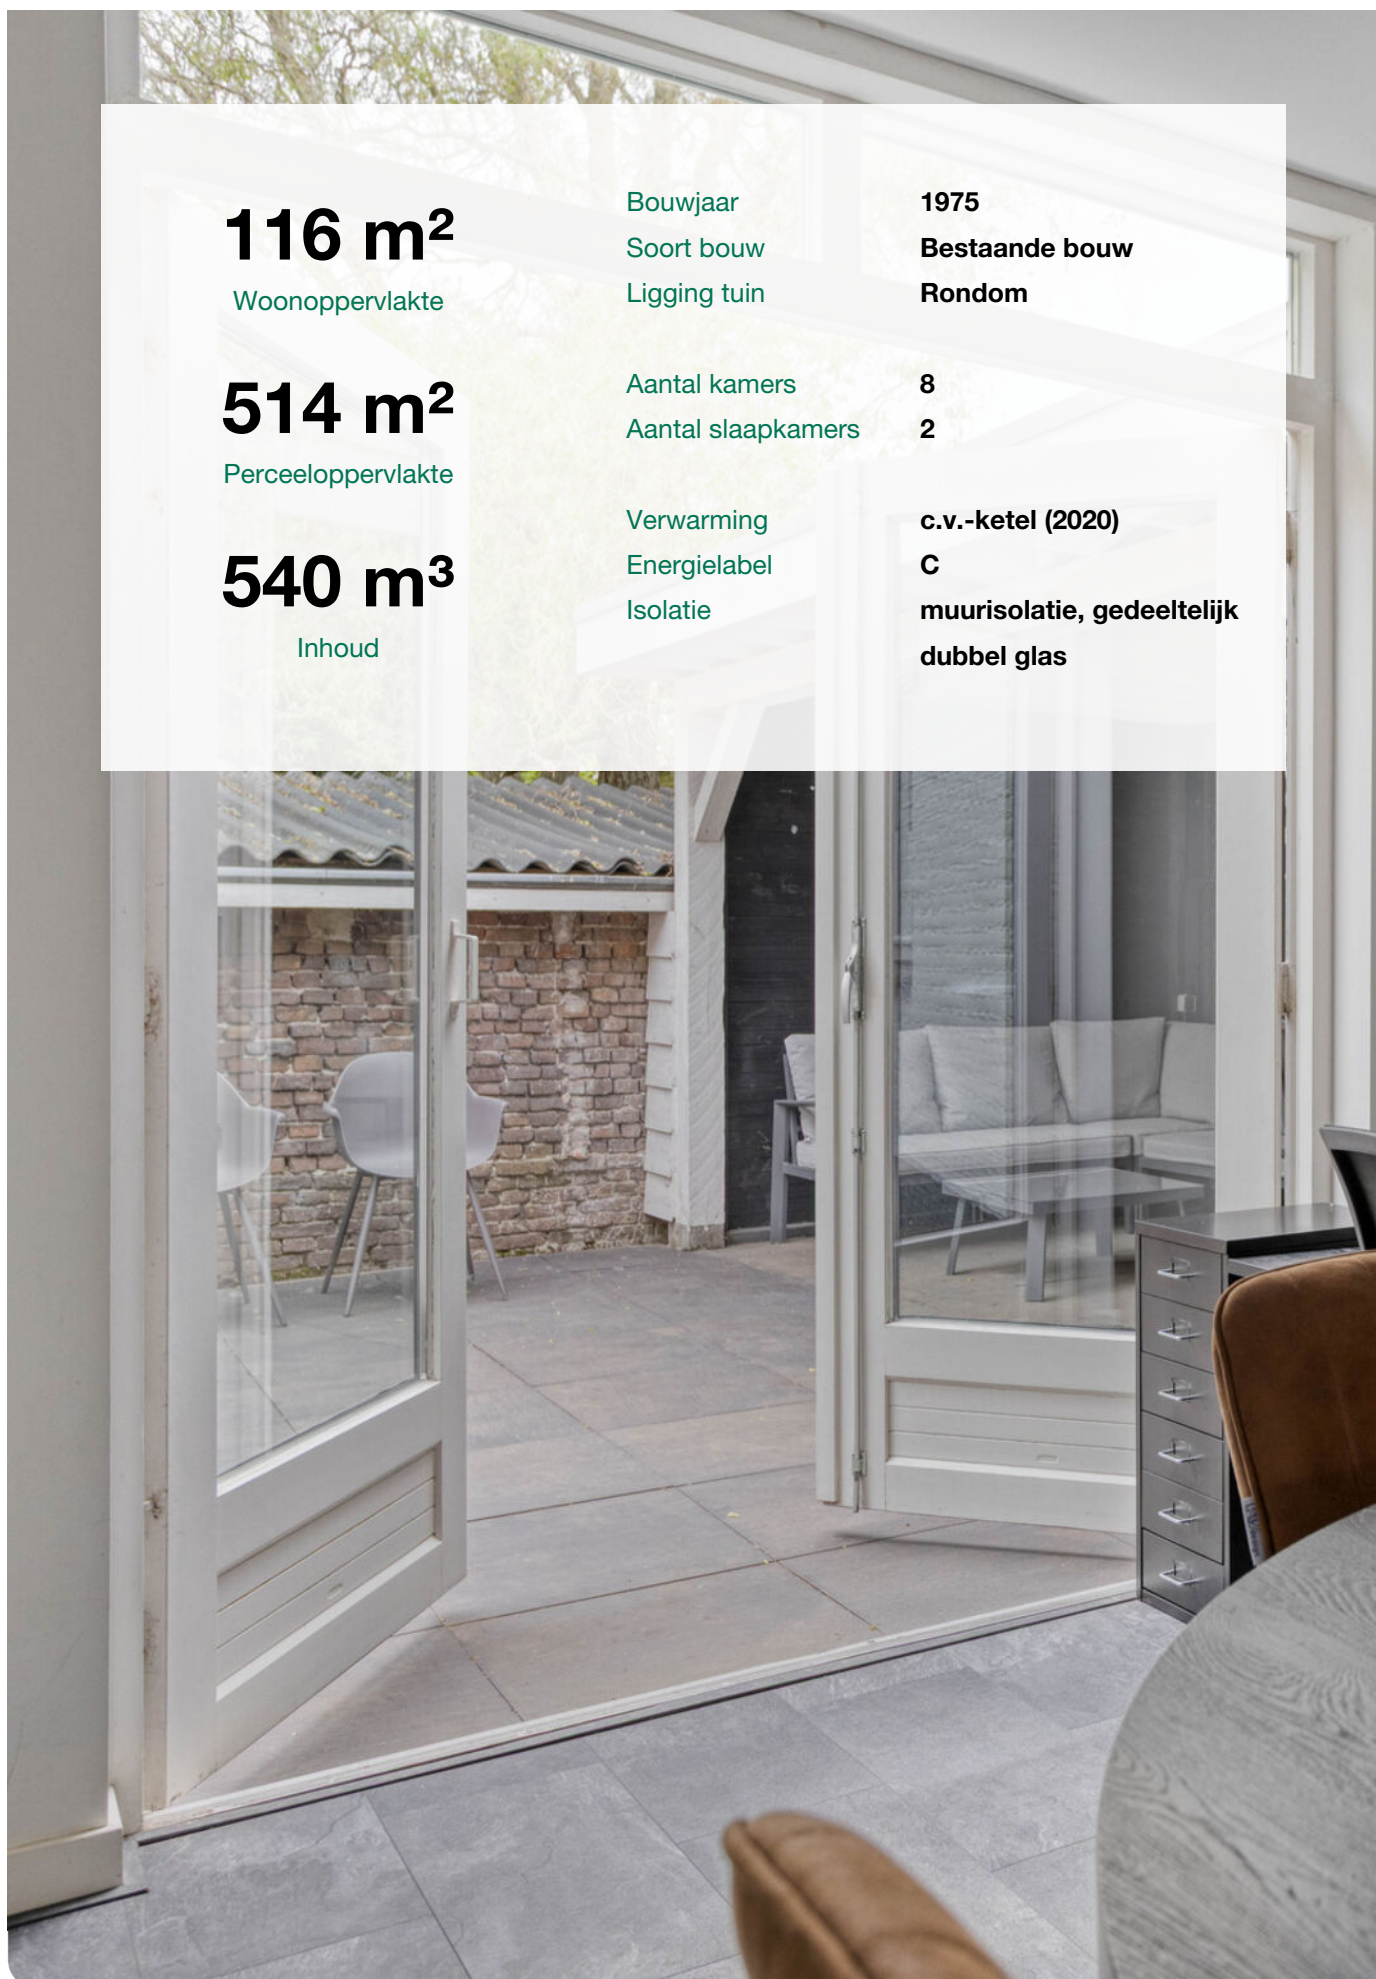 116 m²
Woonoppervlakte
514 m²
Perceeloppervlakte
540 m³
Inhoud
Bouwjaar 1975
Soort bouw Bestaande bouw
Ligging tuin Rondom
Aantal kamers 8
Aantal slaapkamers 2
Verwarming c.v.-ketel (2020)
Energielabel C
Isolatie muurisolatie, gedeeltelijk
dubbel glas